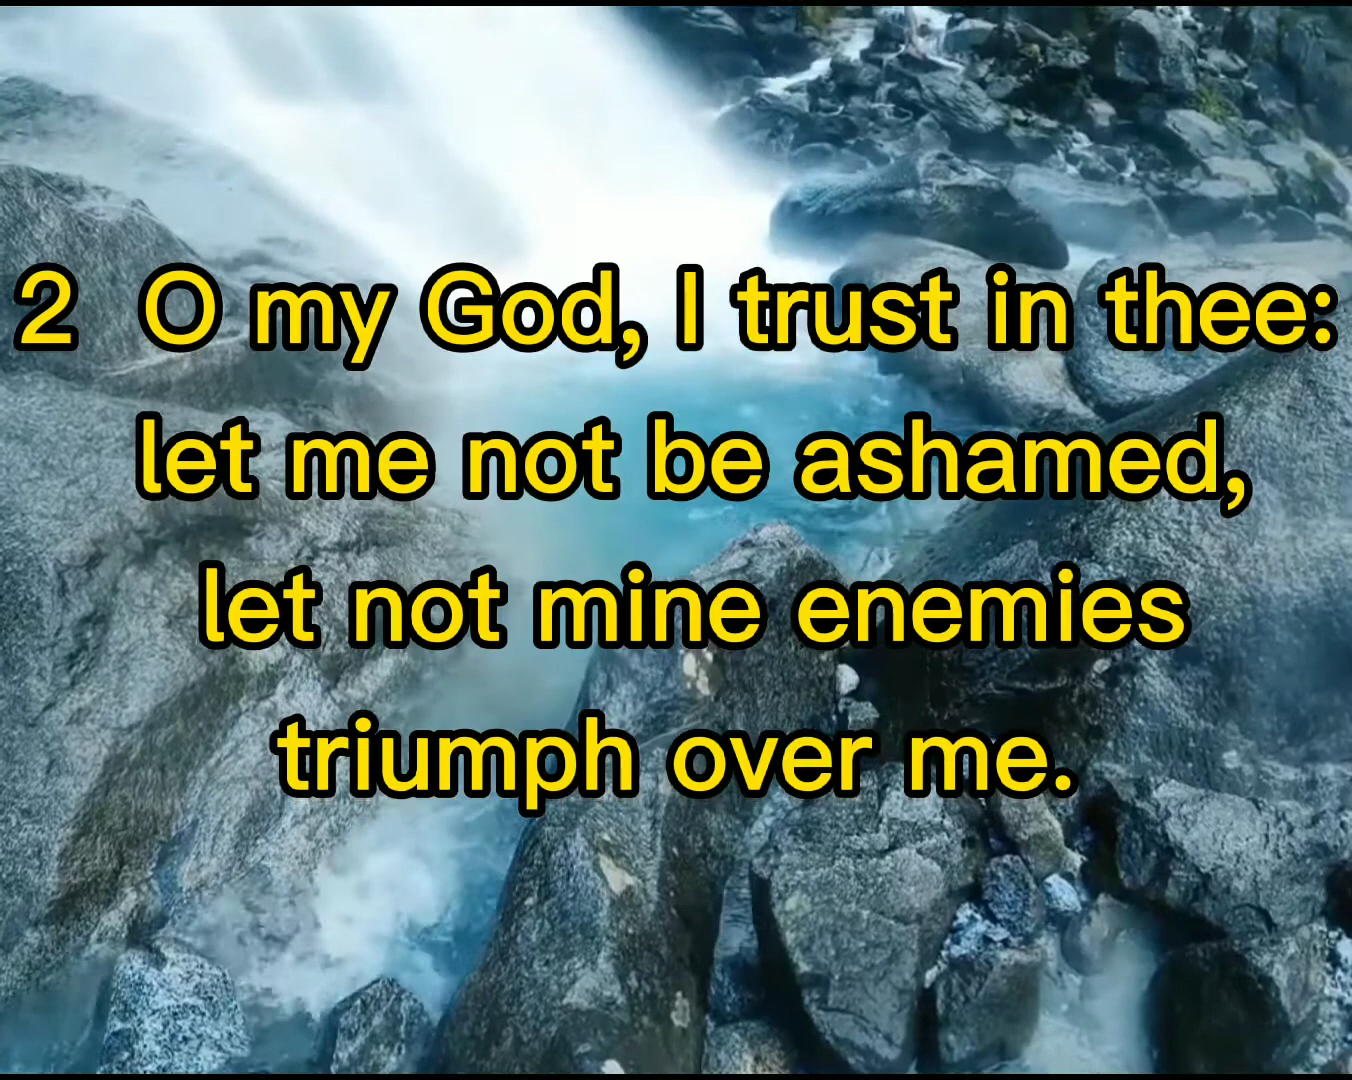 2 O my God, I trust in thee:
let me not be ashamed,
let not mine enemies
triumph over me.